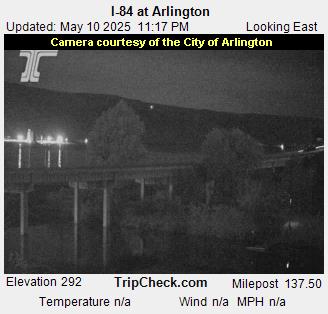 I-84 at Arlington
Updated: May 10 2025 11:17 PM Looking East
Camera courtesy of the City of Arlington
Elevation 292 TripCheck.com Milepost 137.50
Temperature n/a Wind n/a MPH n/a